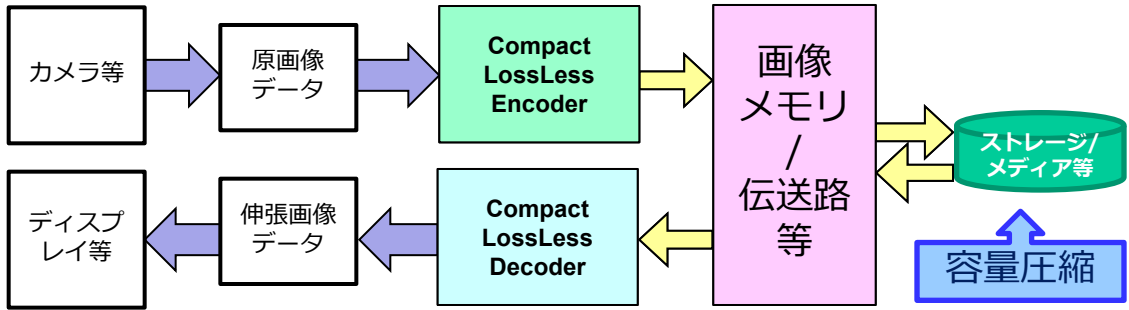 カメラ等
原画像
データ
Compact
LossLess
Encoder
画像
メモリ
/
伝送路
等
ストレージ/
メディア等
ディスプ
レイ等
伸張画像
データ
Compact
LossLess
Decoder
容量圧縮